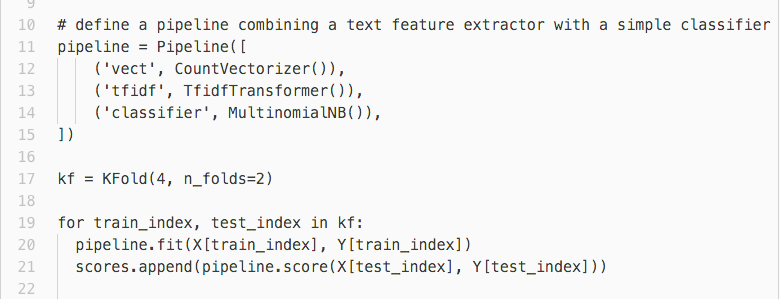 9
10 # define a pipeline combining a text feature extractor with a simple classifier
11 pipeline = Pipeline([
12     ('vect', CountVectorizer()),
13     ('tfidf', TfidfTransformer()),
14     ('classifier', MultinomialNB()),
15 ])
16
17 kf = KFold(4, n_folds=2)
18
19 for train_index, test_index in kf:
20   pipeline.fit(X[train_index], Y[train_index])
21   scores.append(pipeline.score(X[test_index], Y[test_index]))
22